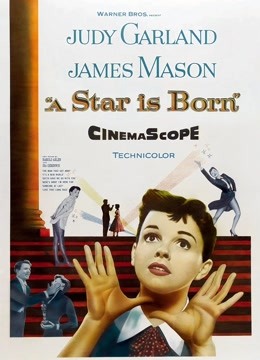 WARNER BROS. PRESENT
JUDY GARLAND
JAMES MASON
"A Star is Born"
CINEMASCOPE
TECHNICOLOR